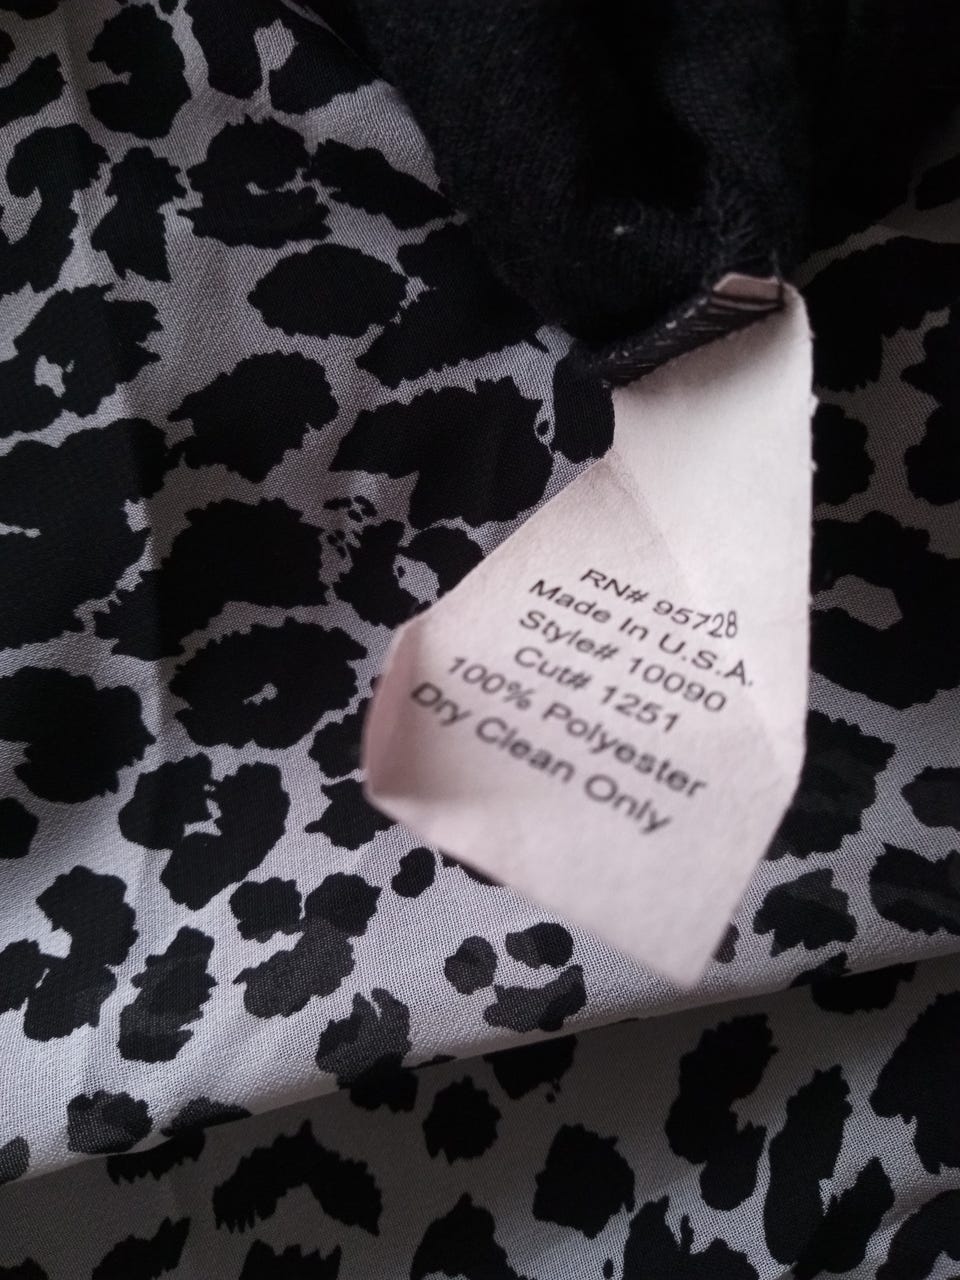 RN# 95728
Made In U.S.A.
Style# 10090
Cut# 1251
100% Polyester
Dry Clean Only